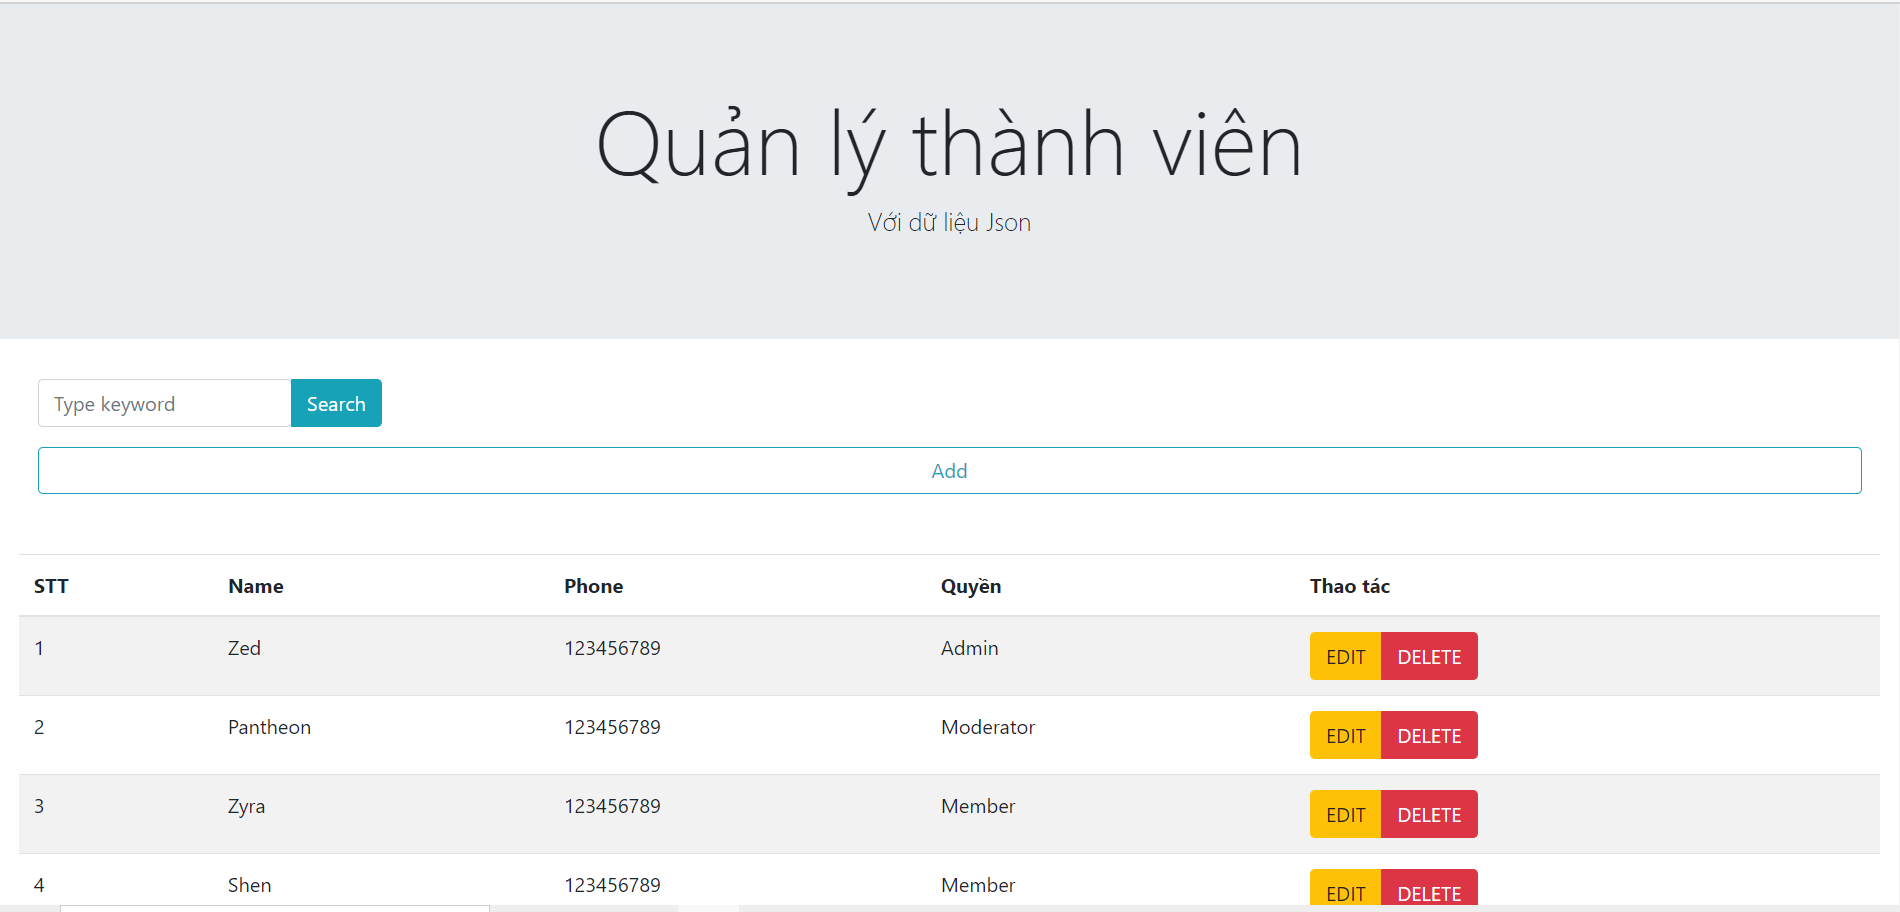 Quản lý thành viên
Với dữ liệu Json
Type keyword Search
Add
STT Name Phone Quyền Thao tác
1 Zed 123456789 Admin EDIT DELETE
2 Pantheon 123456789 Moderator EDIT DELETE
3 Zyra 123456789 Member EDIT DELETE
4 Shen 123456789 Member EDIT DELETE